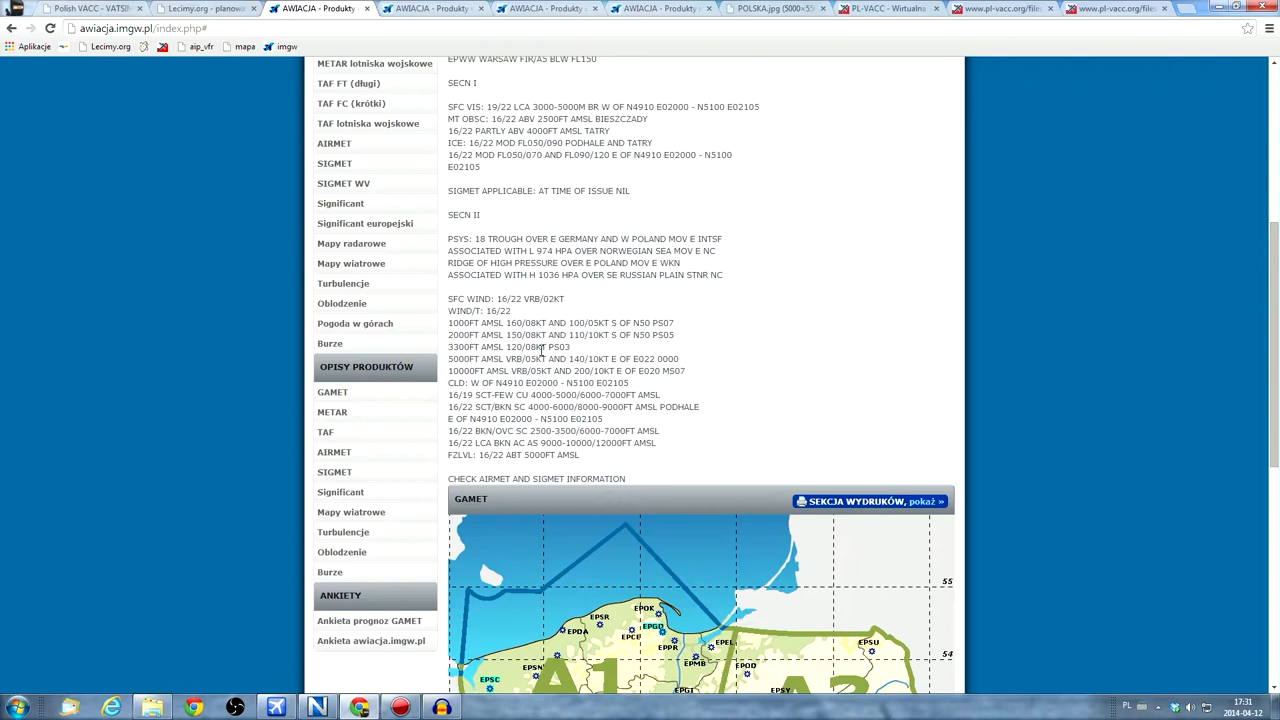 Polish VACC - VATSIM
Lecimy.org - planowa
AWIACJA - Produkty
AWIACJA - Produkty
AWIACJA - Produkty
AWIACJA - Produkty
POLSKA.jpg (5000×55
PL-VACC - Wirtualna
www.pl-vacc.org/files
www.pl-vacc.org/files
awiacja.imgw.pl/index.php#
Aplikacje
Lecimy.org
aip_vfr
mapa
imgw
METAR lotniska wojskowe
TAF FT (długi)
TAF FC (krótki)
TAF lotniska wojskowe
AIRMET
SIGMET
SIGMET WV
Significant
Significant europejski
Mapy radarowe
Mapy wiatrowe
Turbulencje
Oblodzenie
Pogoda w górach
Burze
OPISY PRODUKTÓW
GAMET
METAR
TAF
AIRMET
SIGMET
Significant
Mapy wiatrowe
Turbulencje
Oblodzenie
Burze
ANKIETY
Ankieta prognoz GAMET
Ankieta awiacja.imgw.pl
EPWW WARSAW FIR/A5 BLW FL150
SECN I
SFC VIS: 19/22 LCA 3000-5000M BR W OF N4910 E02000 - N5100 E02105
MT OBSC: 16/22 ABV 2500FT AMSL BIESZCZADY
16/22 PARTLY ABV 4000FT AMSL TATRY
ICE: 16/22 MOD FL050/090 PODHALE AND TATRY
16/22 MOD FL050/070 AND FL090/120 E OF N4910 E02000 - N5100
E02105
SIGMET APPLICABLE: AT TIME OF ISSUE NIL
SECN II
PSYS: 18 TROUGH OVER E GERMANY AND W POLAND MOV E INTSF
ASSOCIATED WITH L 974 HPA OVER NORWEGIAN SEA MOV E NC
RIDGE OF HIGH PRESSURE OVER E POLAND MOV E WKN
ASSOCIATED WITH H 1036 HPA OVER SE RUSSIAN PLAIN STNR NC
SFC WIND: 16/22 VRB/02KT
WIND/T: 16/22
1000FT AMSL 160/08KT AND 100/05KT S OF N50 PS07
2000FT AMSL 150/08KT AND 110/10KT S OF N50 PS05
3300FT AMSL 120/08KT PS03
5000FT AMSL VRB/05KT AND 140/10KT E OF E022 0000
10000FT AMSL VRB/05KT AND 200/10KT E OF E020 MS07
CLD: W OF N4910 E02000 - N5100 E02105
16/19 SCT-FEW CU 4000-5000/6000-7000FT AMSL
16/22 SCT/BKN SC 4000-6000/8000-9000FT AMSL PODHALE
E OF N4910 E02000 - N5100 E02105
16/22 BKN/OVC SC 2500-3500/6000-7000FT AMSL
16/22 LCA BKN AC AS 9000-10000/12000FT AMSL
FZLVL: 16/22 ABT 5000FT AMSL
CHECK AIRMET AND SIGMET INFORMATION
GAMET
SEKCJA WYDRUKÓW, pokaż »
55
EPOK
EPSR
EPDA
EPCE
EPGD
EPPR
EPEL
EPSU
54
EPMB
EPOD
EPSN
EPSC
A1
A2
EPGI
EPSY
PL
17:31
2014-04-12